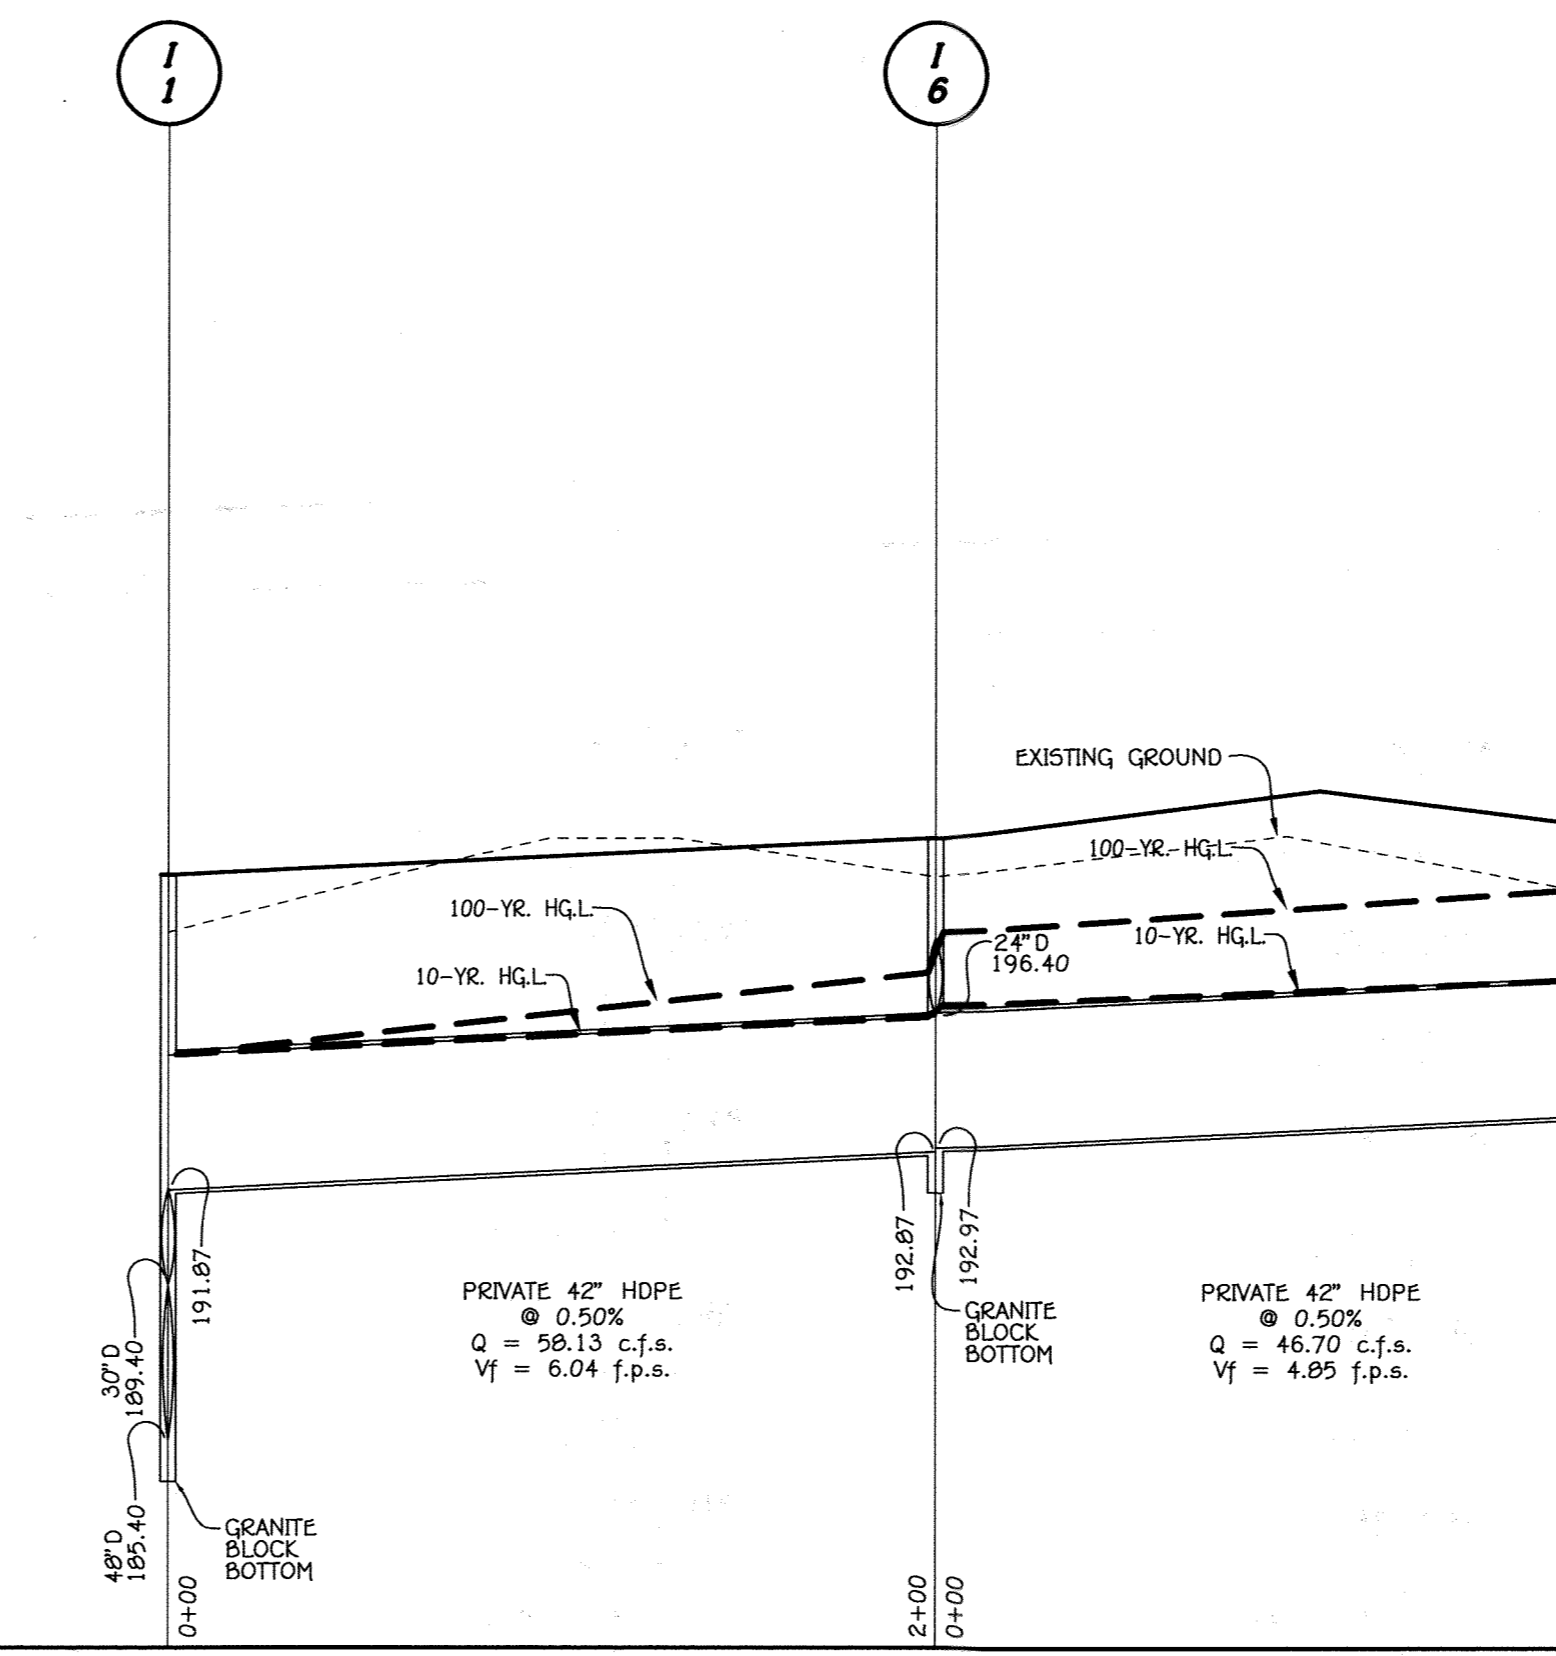 I
1
I
6
EXISTING GROUND
100-YR. HG.L.
100-YR. HG.L.
10-YR. HG.L.
24"D
196.40
10-YR. HG.L.
191.87
192.87
192.97
30"D
189.40
PRIVATE 42" HDPE
@ 0.50%
Q = 58.13 c.f.s.
Vf = 6.04 f.p.s.
GRANITE
BLOCK
BOTTOM
PRIVATE 42" HDPE
@ 0.50%
Q = 46.70 c.f.s.
Vf = 4.85 f.p.s.
48"D
185.40
GRANITE
BLOCK
BOTTOM
0+00
2+00
0+00